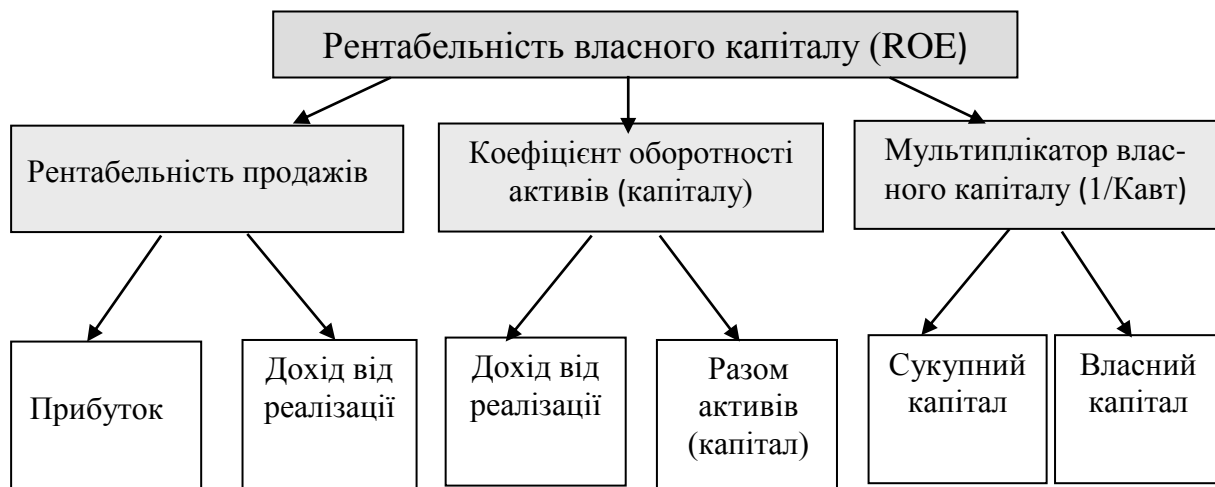 Рентабельність власного капіталу (ROE)
Рентабельність продажів
Коефіцієнт оборотності
активів (капіталу)
Мультиплікатор влас-
ного капіталу (1/Кавт)
Прибуток
Дохід від
реалізації
Дохід від
реалізації
Разом
активів
(капітал)
Сукупний
капітал
Власний
капітал